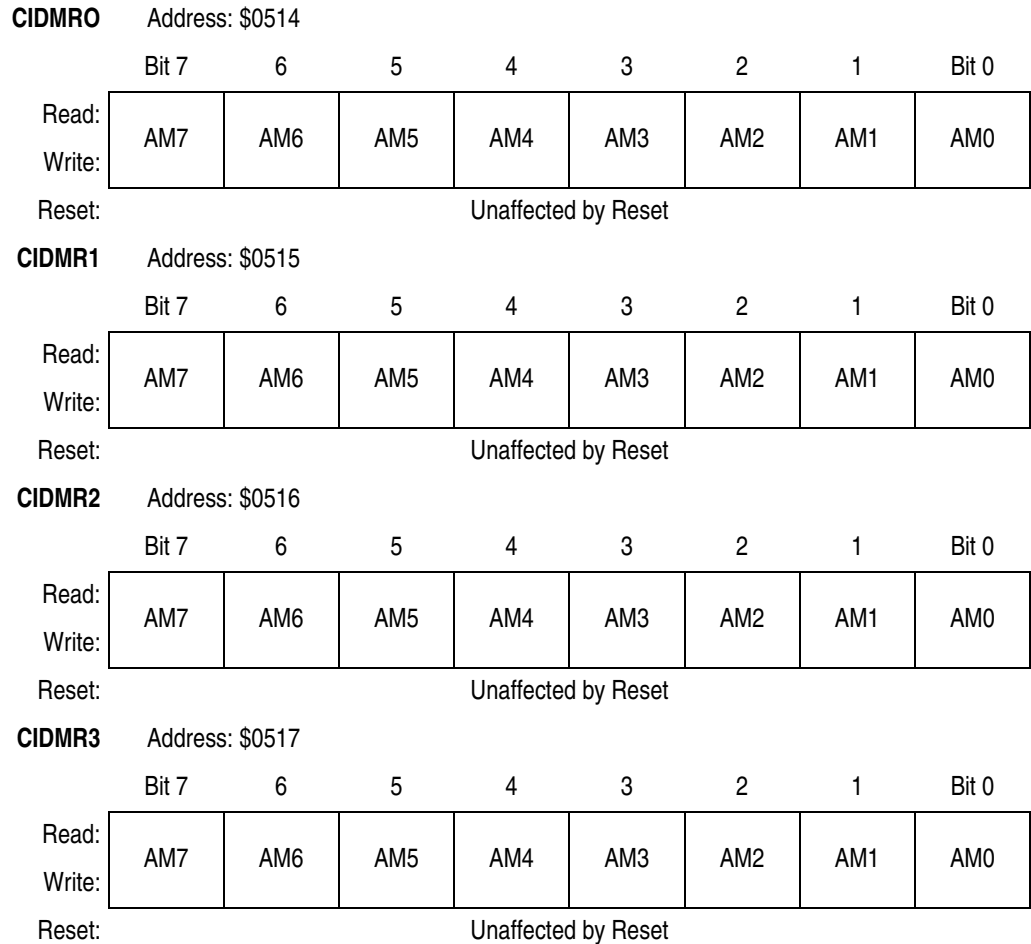 CIDMRO Address: $0514
Bit 7 6 5 4 3 2 1 Bit 0
Read:
AM7 AM6 AM5 AM4 AM3 AM2 AM1 AM0
Write:
Reset: Unaffected by Reset
CIDMR1 Address: $0515
Bit 7 6 5 4 3 2 1 Bit 0
Read:
AM7 AM6 AM5 AM4 AM3 AM2 AM1 AM0
Write:
Reset: Unaffected by Reset
CIDMR2 Address: $0516
Bit 7 6 5 4 3 2 1 Bit 0
Read:
AM7 AM6 AM5 AM4 AM3 AM2 AM1 AM0
Write:
Reset: Unaffected by Reset
CIDMR3 Address: $0517
Bit 7 6 5 4 3 2 1 Bit 0
Read:
AM7 AM6 AM5 AM4 AM3 AM2 AM1 AM0
Write:
Reset: Unaffected by Reset